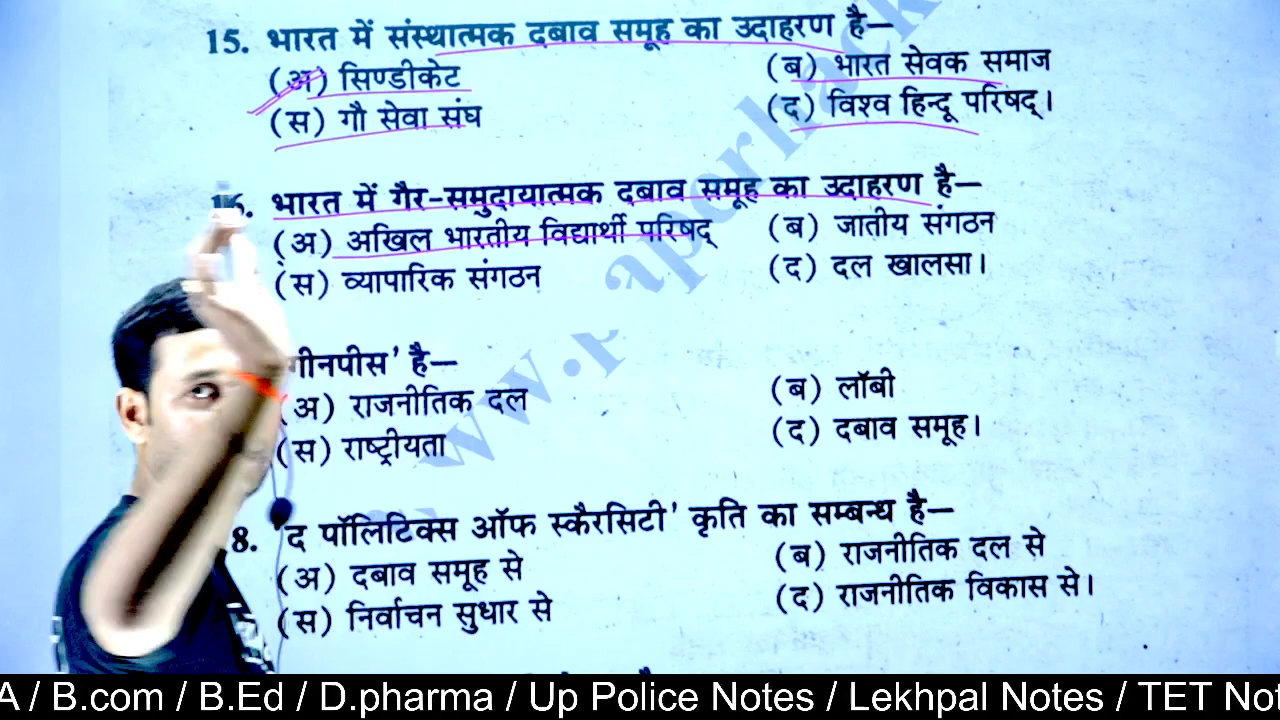 15. भारत में संस्थात्मक दबाव समूह का उदाहरण है—
(अ) सिण्डीकेट (ब) भारत सेवक समाज
(स) गौ सेवा संघ (द) विश्व हिन्दू परिषद्।
16. भारत में गैर-समुदायात्मक दबाव समूह का उदाहरण है—
(अ) अखिल भारतीय विद्यार्थी परिषद् (ब) जातीय संगठन
(स) व्यापारिक संगठन (द) दल खालसा।
है—
(अ) राजनीतिक दल (ब) लॉबी
(स) राष्ट्रीयता (द) दबाव समूह।
8. 'द पॉलिटिक्स ऑफ स्कैरसिटी' कृति का सम्बन्ध है—
(अ) दबाव समूह से (ब) राजनीतिक दल से
(स) निर्वाचन सुधार से (द) राजनीतिक विकास से।
A / B.com / B.Ed / D.pharma / Up Police Notes / Lekhpal Notes / TET Not